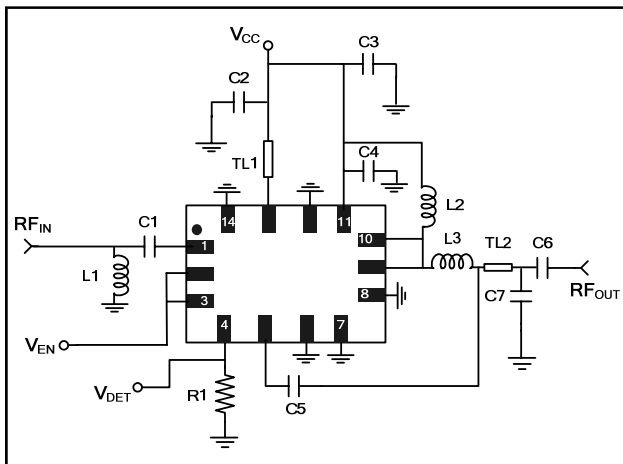 VCC
C3
C2
C4
TL1
L2
RFIN
C1
14
11
1
10
L3
TL2
C6
L1
3
8
C7
RFOUT
VEN
4
7
VDET
R1
C5